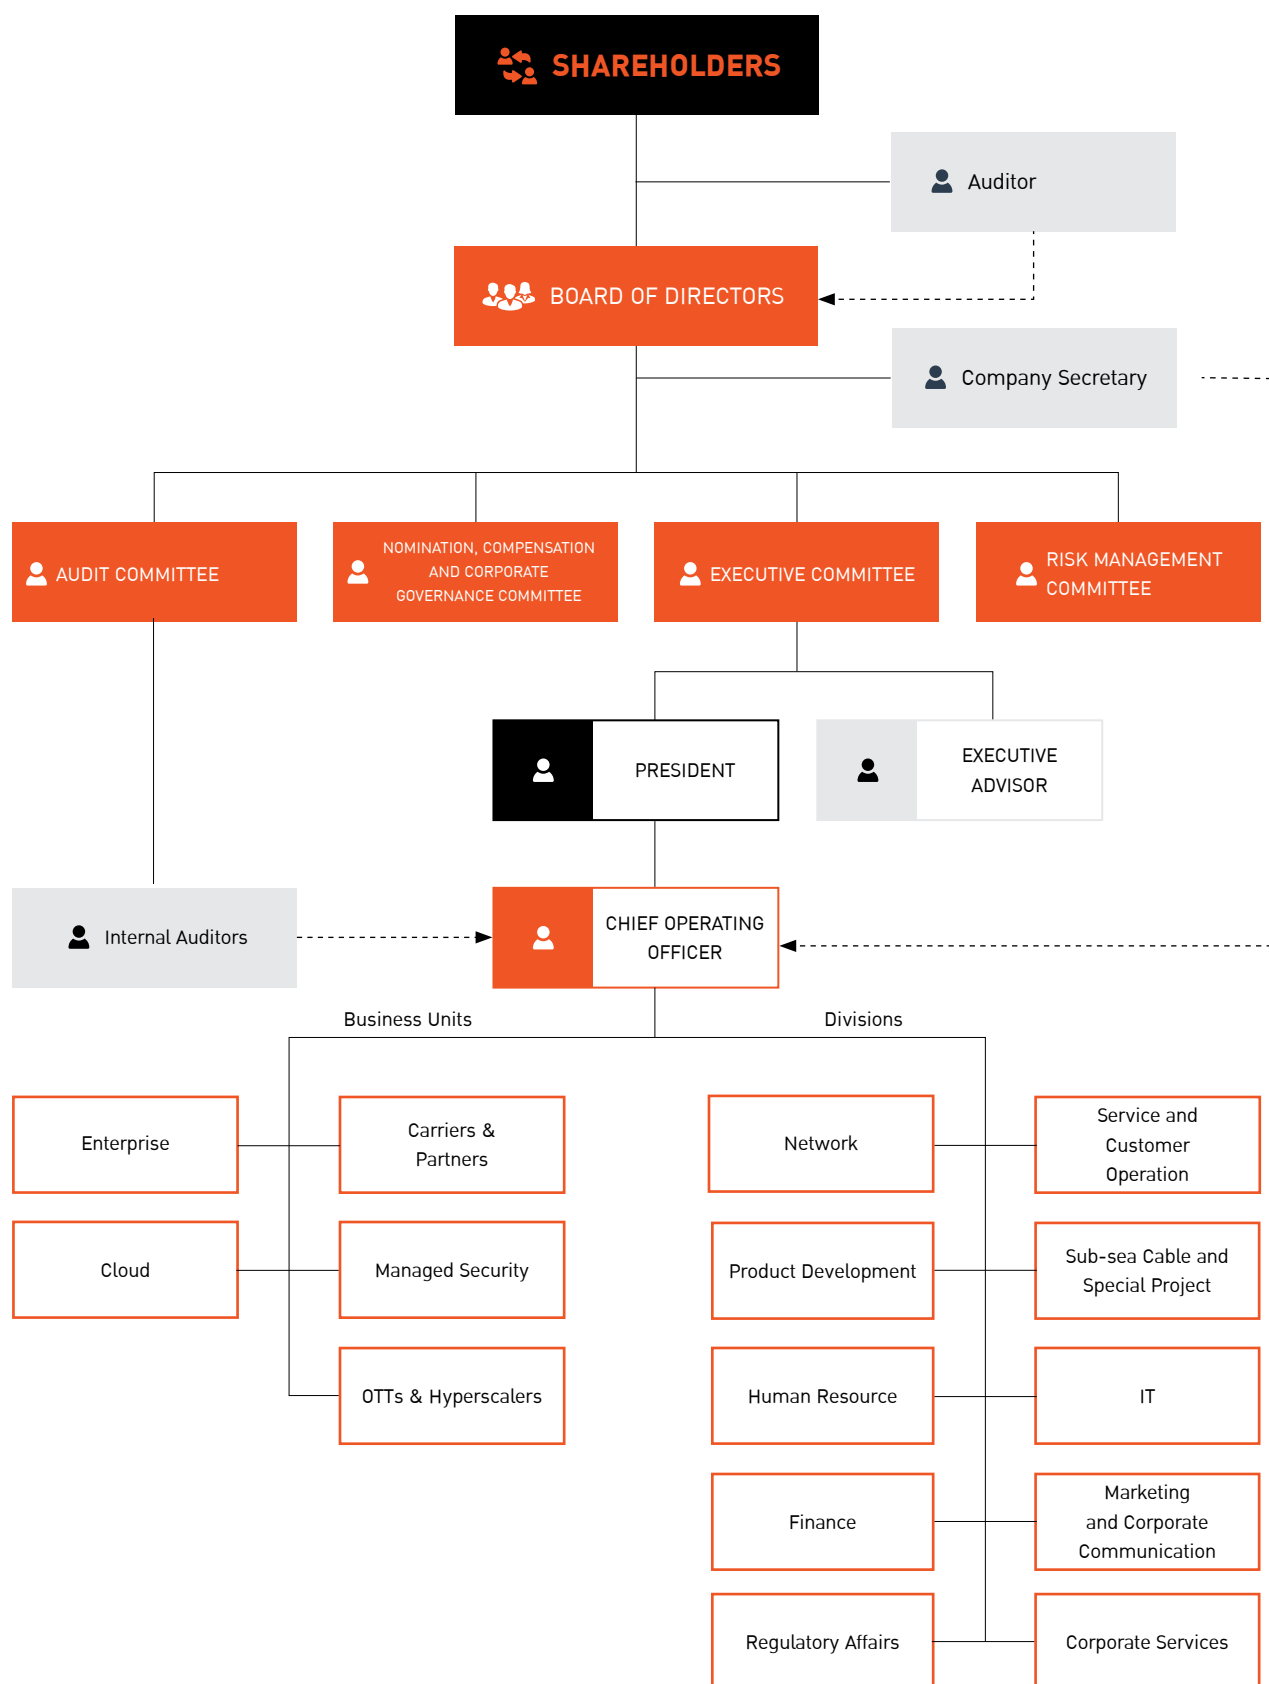 SHAREHOLDERS
Auditor
BOARD OF DIRECTORS
Company Secretary
AUDIT COMMITTEE
NOMINATION, COMPENSATION
AND CORPORATE
GOVERNANCE COMMITTEE
EXECUTIVE COMMITTEE
RISK MANAGEMENT
COMMITTEE
PRESIDENT
EXECUTIVE
ADVISOR
Internal Auditors
CHIEF OPERATING
OFFICER
Business Units
Divisions
Enterprise
Carriers &
Partners
Network
Service and
Customer
Operation
Cloud
Managed Security
Product Development
Sub-sea Cable and
Special Project
OTTs & Hyperscalers
Human Resource
IT
Finance
Marketing
and Corporate
Communication
Regulatory Affairs
Corporate Services